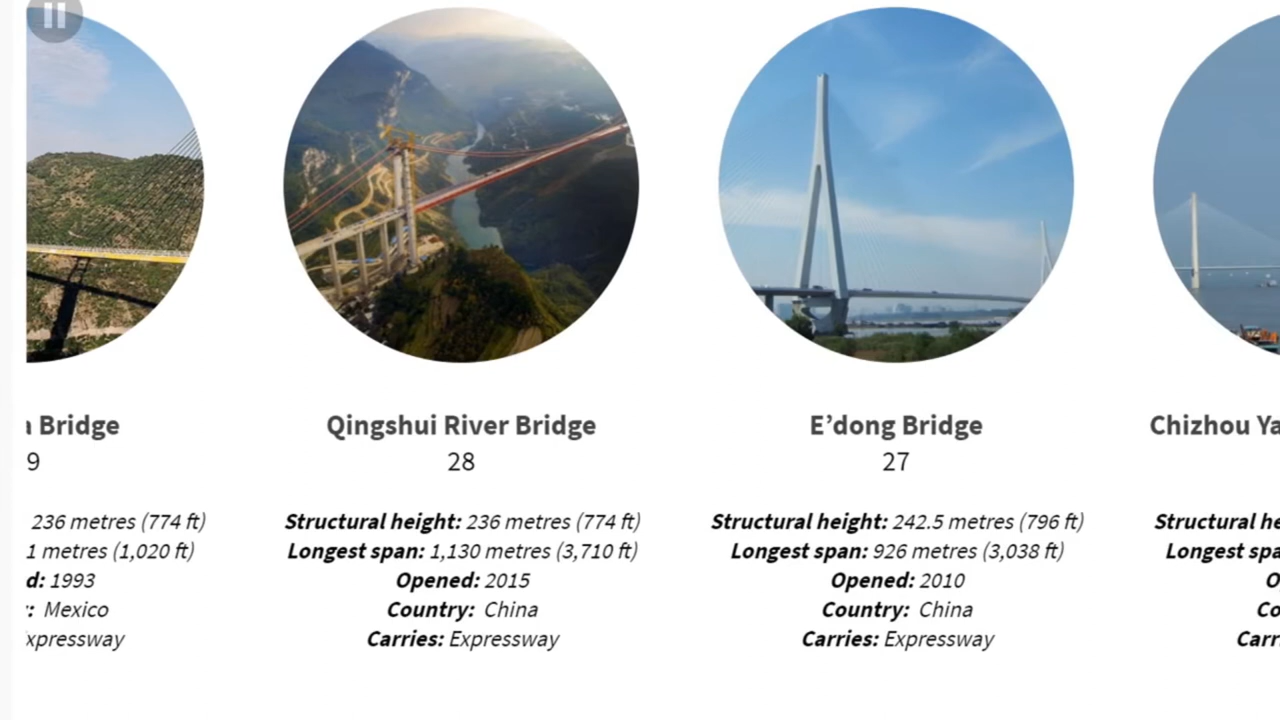 a Bridge
9
236 metres (774 ft)
1 metres (1,020 ft)
d: 1993
: Mexico
xpressway
Qingshui River Bridge
28
Structural height: 236 metres (774 ft)
Longest span: 1,130 metres (3,710 ft)
Opened: 2015
Country: China
Carries: Expressway
E’dong Bridge
27
Structural height: 242.5 metres (796 ft)
Longest span: 926 metres (3,038 ft)
Opened: 2010
Country: China
Carries: Expressway
Chizhou Ya
Structural he
Longest spa
O
Co
Carr